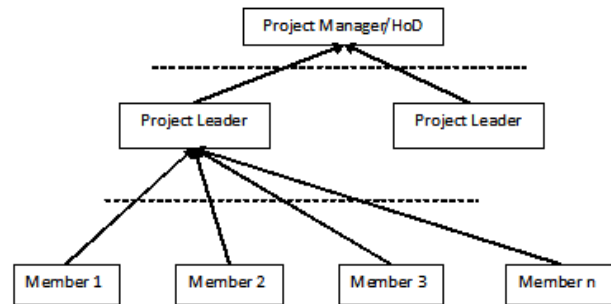 Project Manager/HoD
Project Leader
Project Leader
Member 1
Member 2
Member 3
Member n